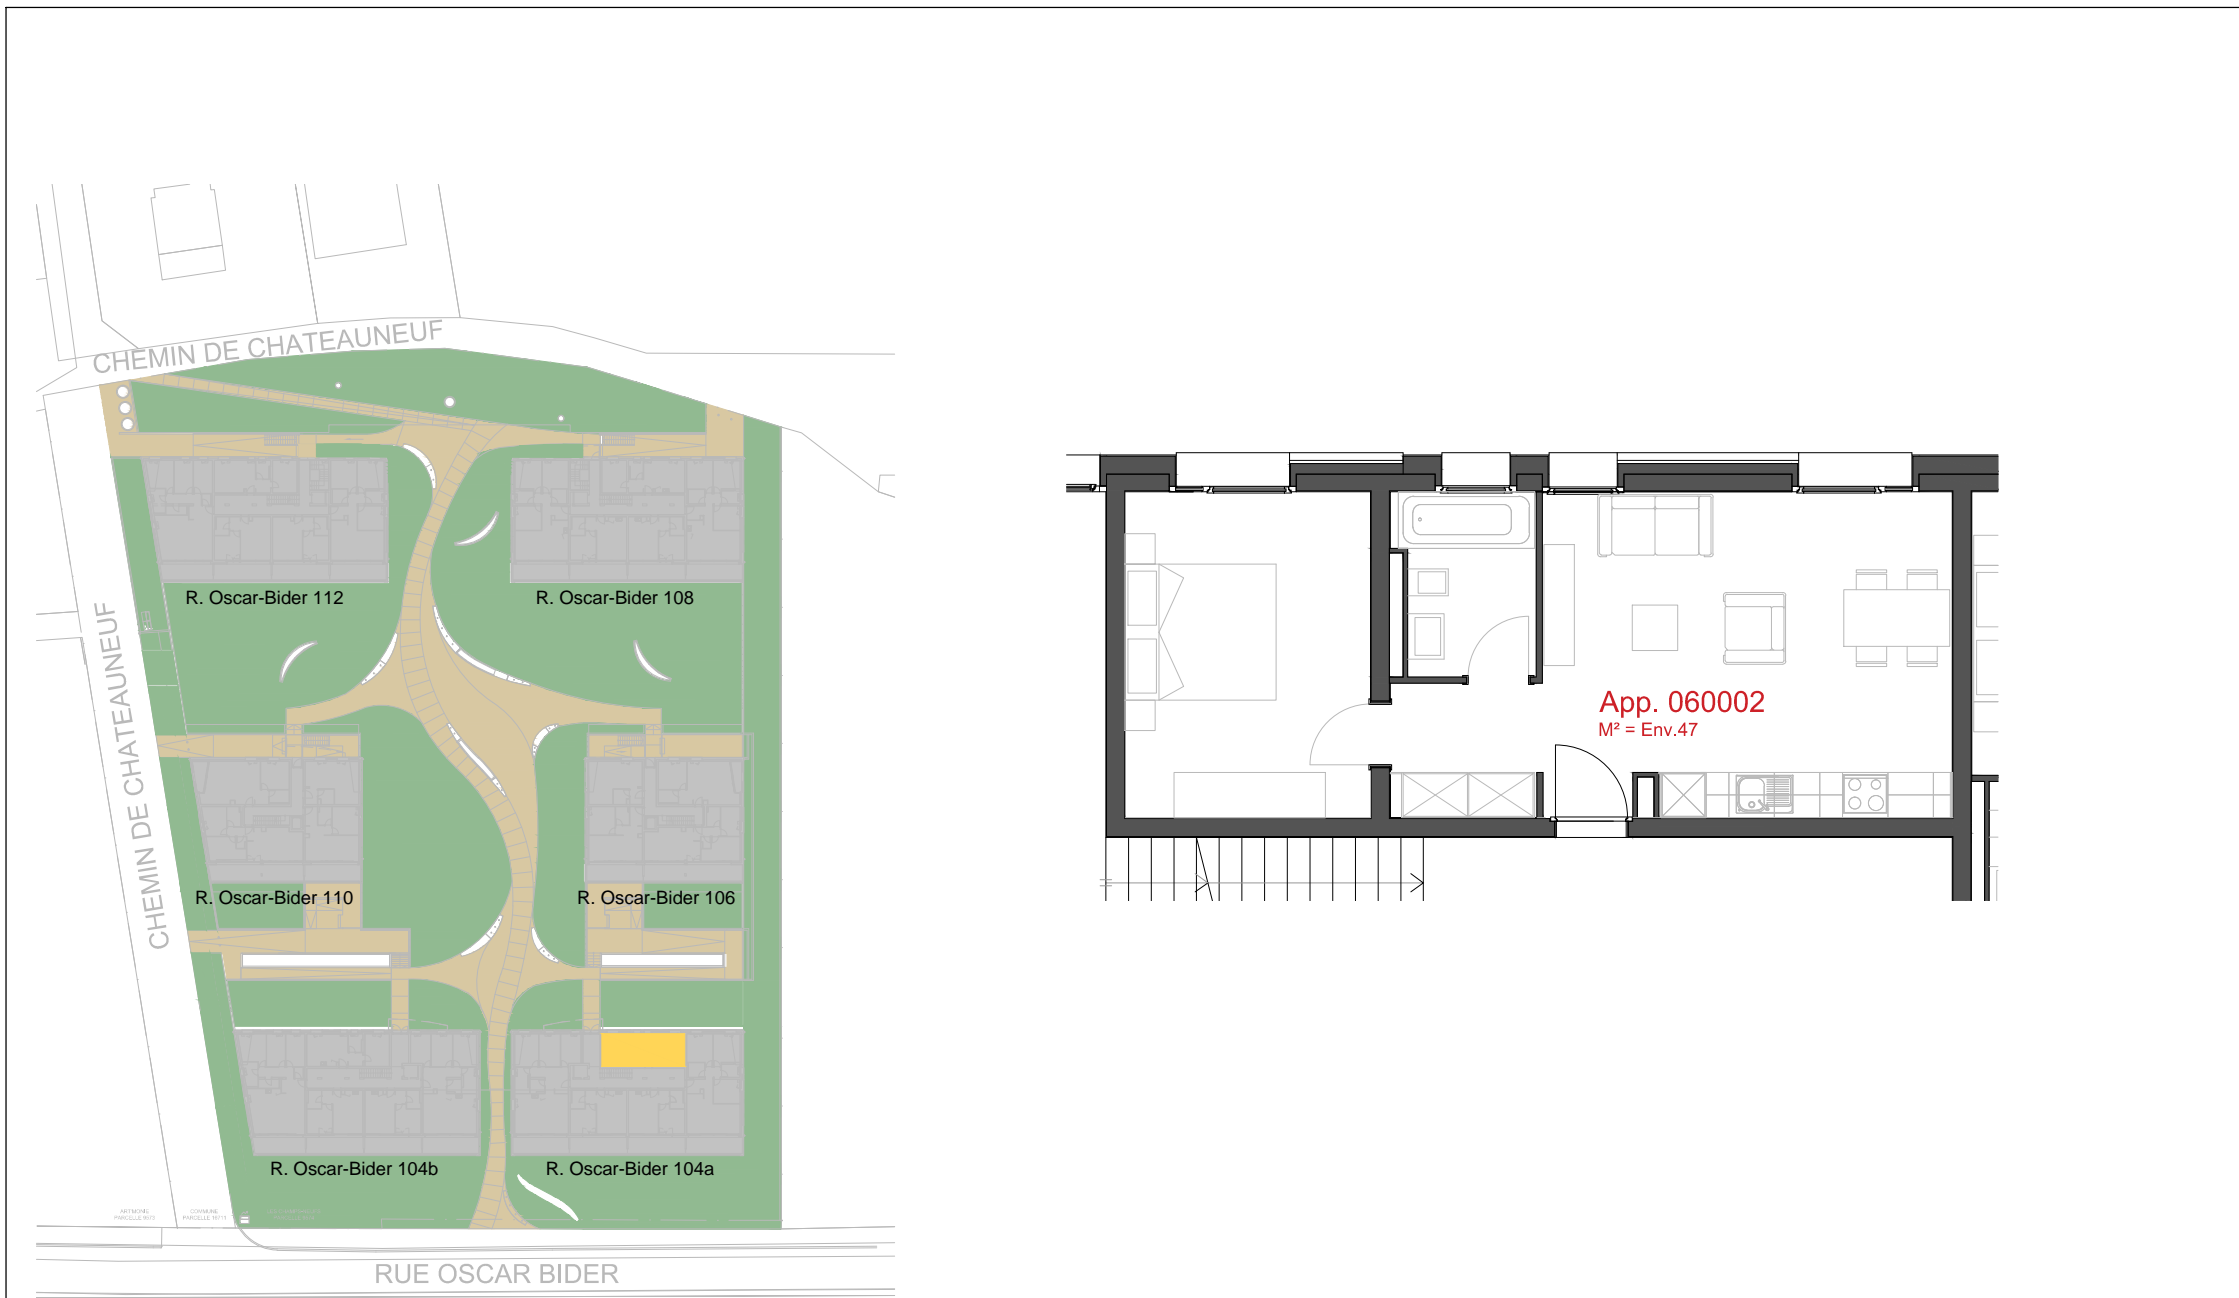 CHEMIN DE CHATEAUNEUF
R. Oscar-Bider 112
R. Oscar-Bider 108
CHEMIN DE CHATEAUNEUF
App. 060002
M² = Env.47
R. Oscar-Bider 110
R. Oscar-Bider 106
R. Oscar-Bider 104b
R. Oscar-Bider 104a
COMMUNE
RUE OSCAR BIDER